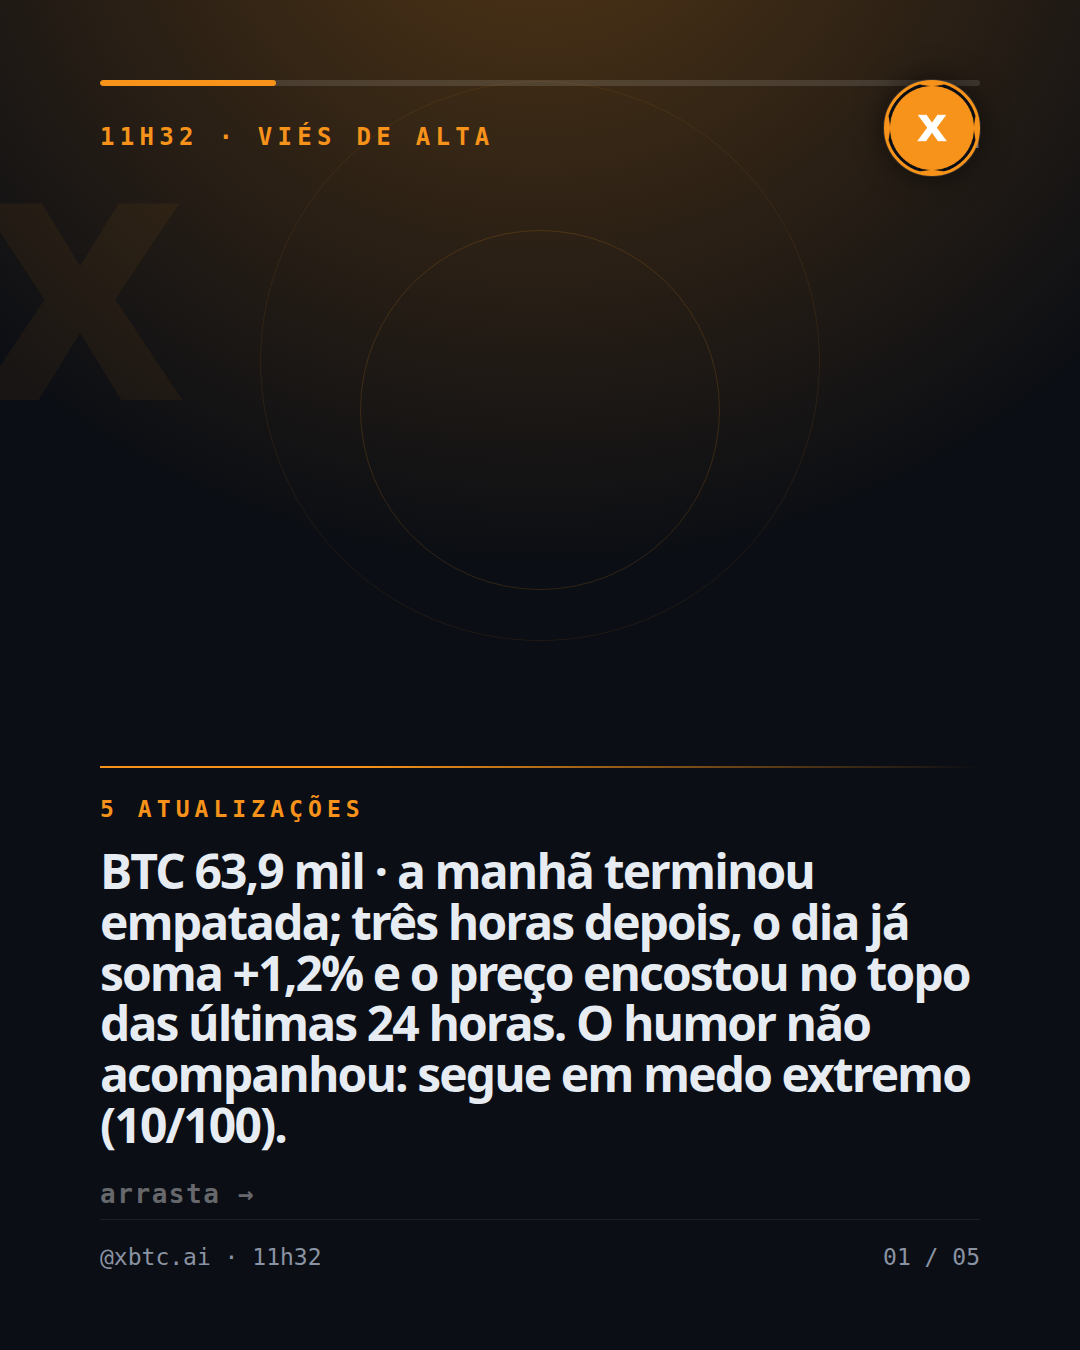 11H32 · VIÉS DE ALTA
X
X
5 ATUALIZAÇÕES
BTC 63,9 mil · a manhã terminou
empatada; três horas depois, o dia já
soma +1,2% e o preço encostou no topo
das últimas 24 horas. O humor não
acompanhou: segue em medo extremo
(10/100).
arrasta →
@xbtc.ai · 11h32
01 / 05